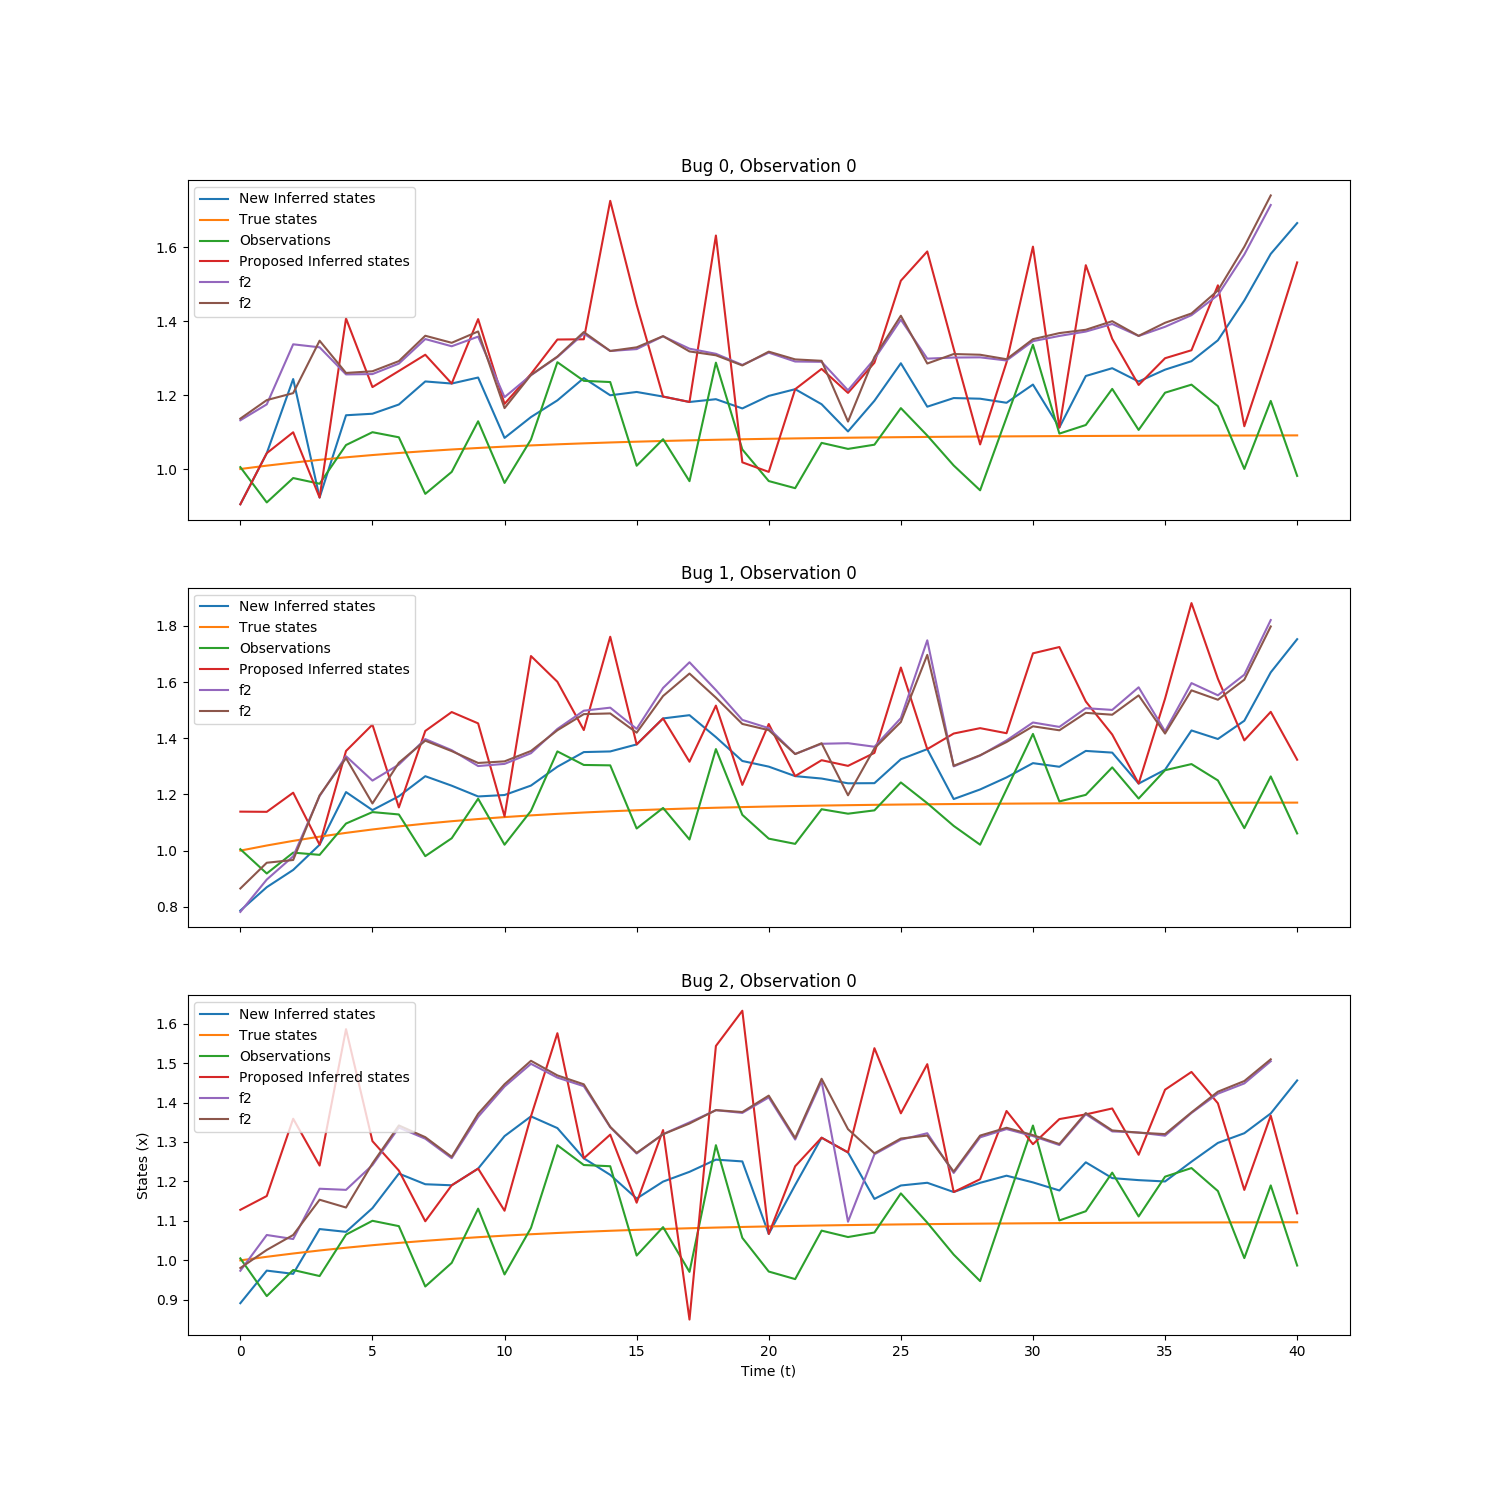 Bug 0, Observation 0
New Inferred states
True states
Observations
Proposed Inferred states
f2
f2
1.6
1.4
1.2
1.0
Bug 1, Observation 0
New Inferred states
True states
Observations
Proposed Inferred states
f2
f2
1.8
1.6
1.4
1.2
1.0
0.8
Bug 2, Observation 0
New Inferred states
True states
Observations
Proposed Inferred states
f2
f2
States (x)
1.6
1.5
1.4
1.3
1.2
1.1
1.0
0.9
0 5 10 15 20 25 30 35 40
Time (t)